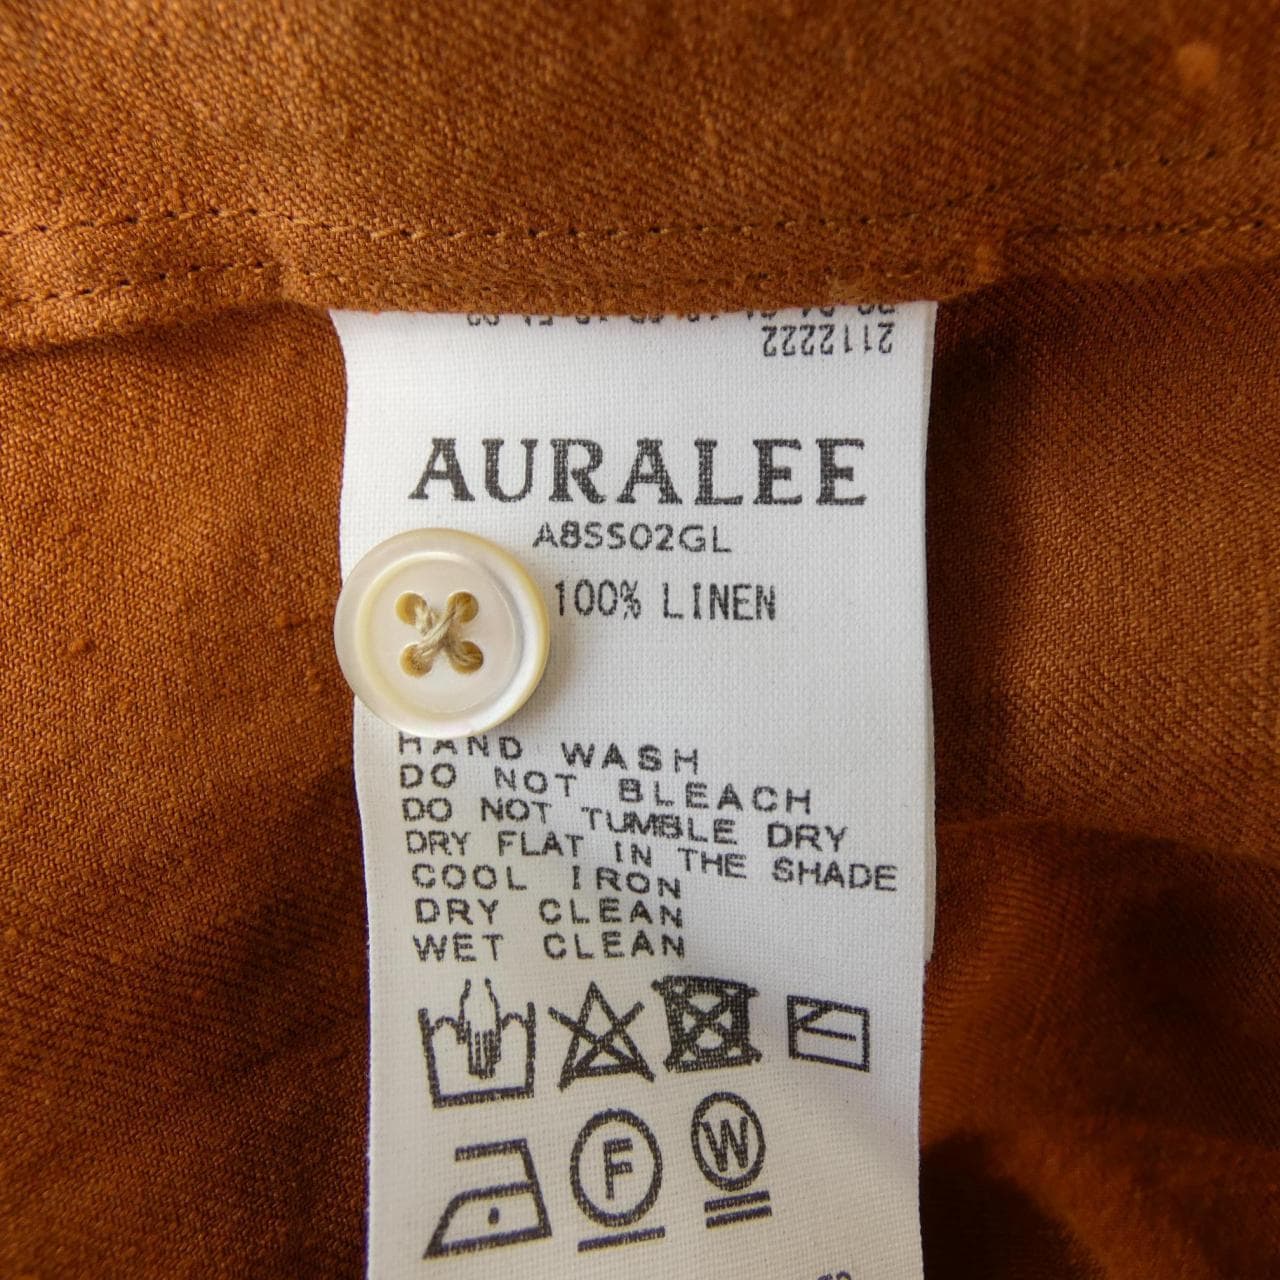 2112222
AURALEE
A8SS02GL
100% LINEN
HAND WASH
DO NOT BLEACH
DO NOT TUMBLE DRY
DRY FLAT IN THE SHADE
COOL IRON
DRY CLEAN
WET CLEAN
F
W